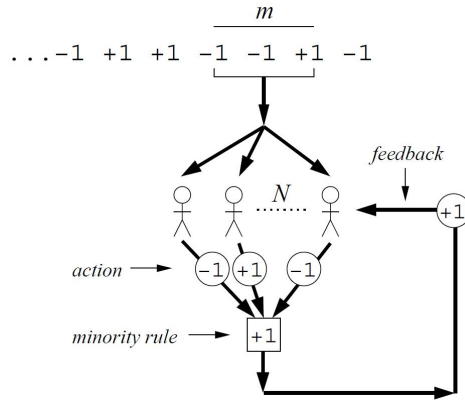 m
...-1 +1 +1 -1 -1 +1 -1
feedback
N
+1
action
-1 +1 -1
minority rule
+1